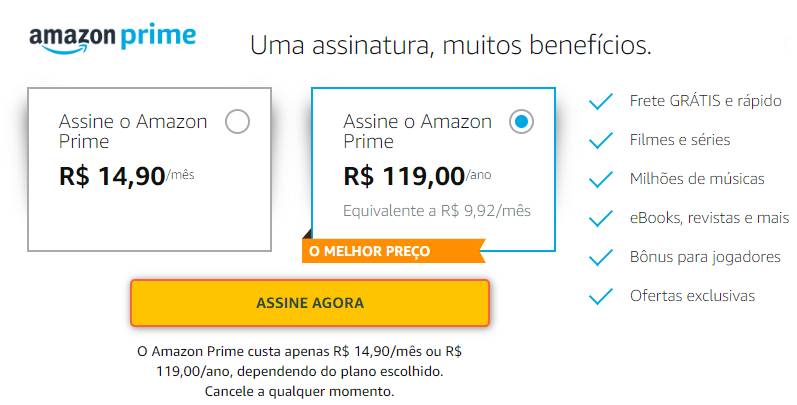 amazon prime
Uma assinatura, muitos benefícios.
Assine o Amazon
Prime
R$ 14,90/mês
Assine o Amazon
Prime
R$ 119,00/ano
Equivalente a R$ 9,92/mês
O MELHOR PREÇO
ASSINE AGORA
O Amazon Prime custa apenas R$ 14,90/mês ou R$
119,00/ano, dependendo do plano escolhido.
Cancele a qualquer momento.
Frete GRÁTIS e rápido
Filmes e séries
Milhões de músicas
eBooks, revistas e mais
Bônus para jogadores
Ofertas exclusivas